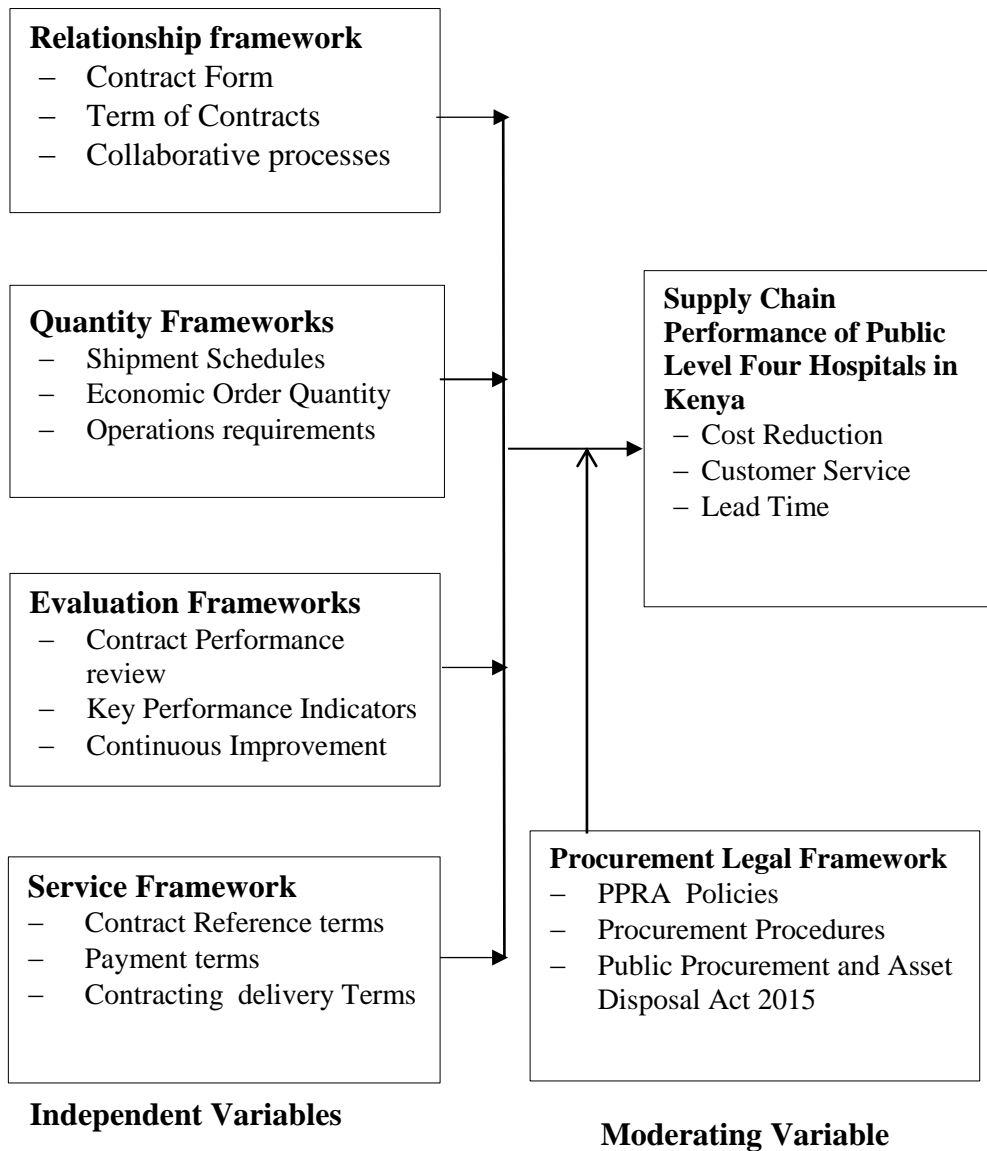 Relationship framework
– Contract Form
– Term of Contracts
– Collaborative processes
Quantity Frameworks
– Shipment Schedules
– Economic Order Quantity
– Operations requirements
Evaluation Frameworks
– Contract Performance
review
– Key Performance Indicators
– Continuous Improvement
Service Framework
– Contract Reference terms
– Payment terms
– Contracting delivery Terms
Independent Variables
Supply Chain
Performance of Public
Level Four Hospitals in
Kenya
– Cost Reduction
– Customer Service
– Lead Time
Procurement Legal Framework
– PPRA Policies
– Procurement Procedures
– Public Procurement and Asset
Disposal Act 2015
Moderating Variable